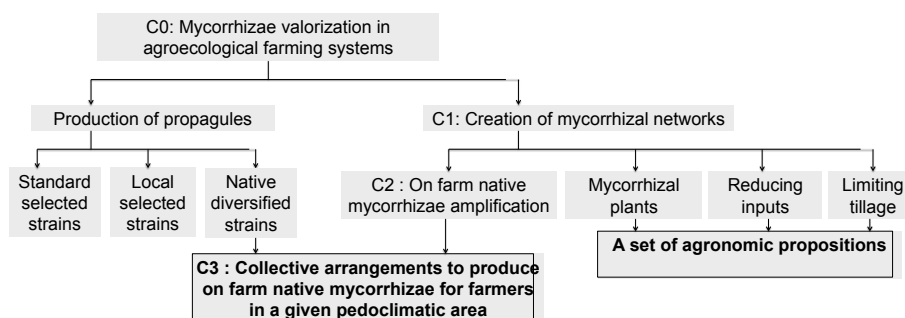 C0: Mycorrhizae valorization in
agroecological farming systems
Production of propagules
C1: Creation of mycorrhizal networks
Standard
selected
strains
Local
selected
strains
Native
diversified
strains
C2 : On farm native
mycorrhizae amplification
Mycorrhizal
plants
Reducing
inputs
Limiting
tillage
C3 : Collective arrangements to produce
on farm native mycorrhizae for farmers
in a given pedoclimatic area
A set of agronomic propositions